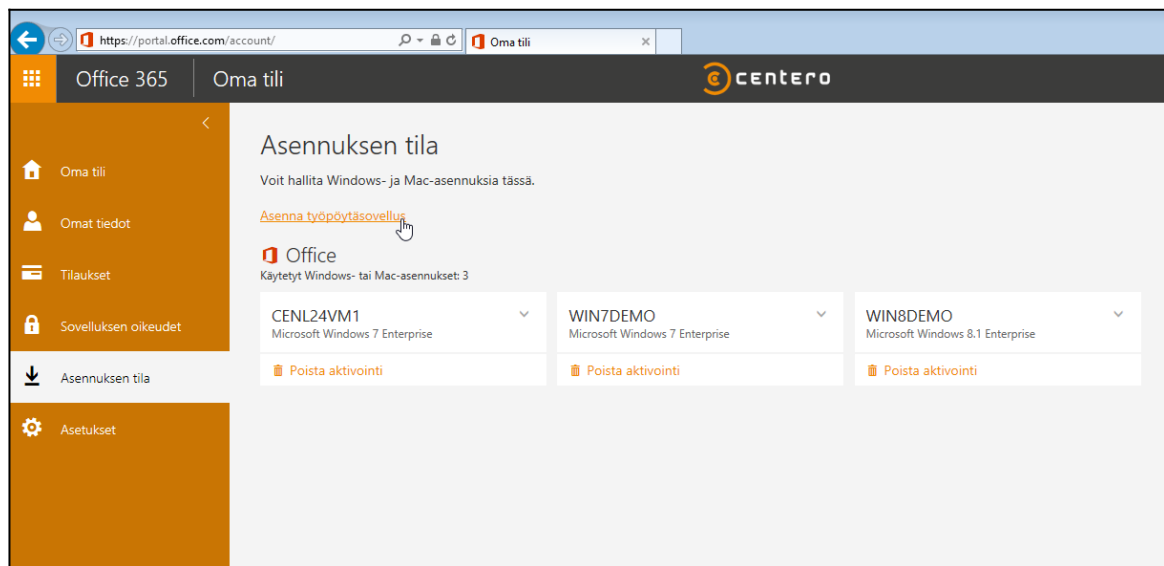 https://portal.office.com/account/
Oma tili
Office 365
Oma tili
centero
Oma tili
Omat tiedot
Tilaukset
Sovelluksen oikeudet
Asennuksen tila
Asetukset
Asennuksen tila
Voit hallita Windows- ja Mac-asennuksia tässä.
Asenna työpöytäsovellus
Office
Käytetyt Windows- tai Mac-asennukset: 3
CENL24VM1
Microsoft Windows 7 Enterprise
Poista aktivointi
WIN7DEMO
Microsoft Windows 7 Enterprise
Poista aktivointi
WIN8DEMO
Microsoft Windows 8.1 Enterprise
Poista aktivointi